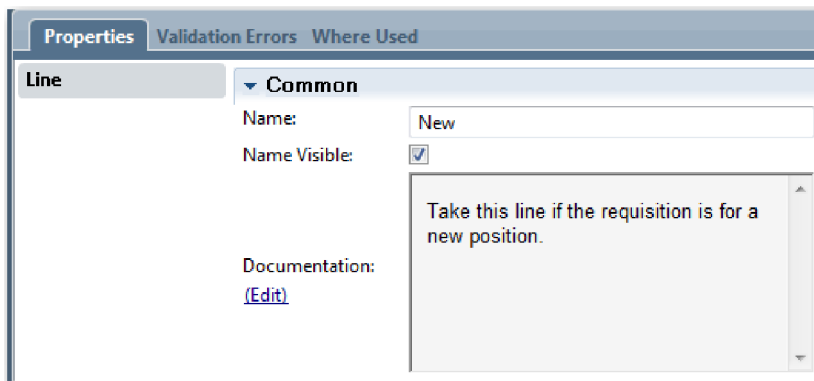 Properties Validation Errors Where Used
Line
Common
Name: New
Name Visible:
Take this line if the requisition is for a
new position.
Documentation:
(Edit)